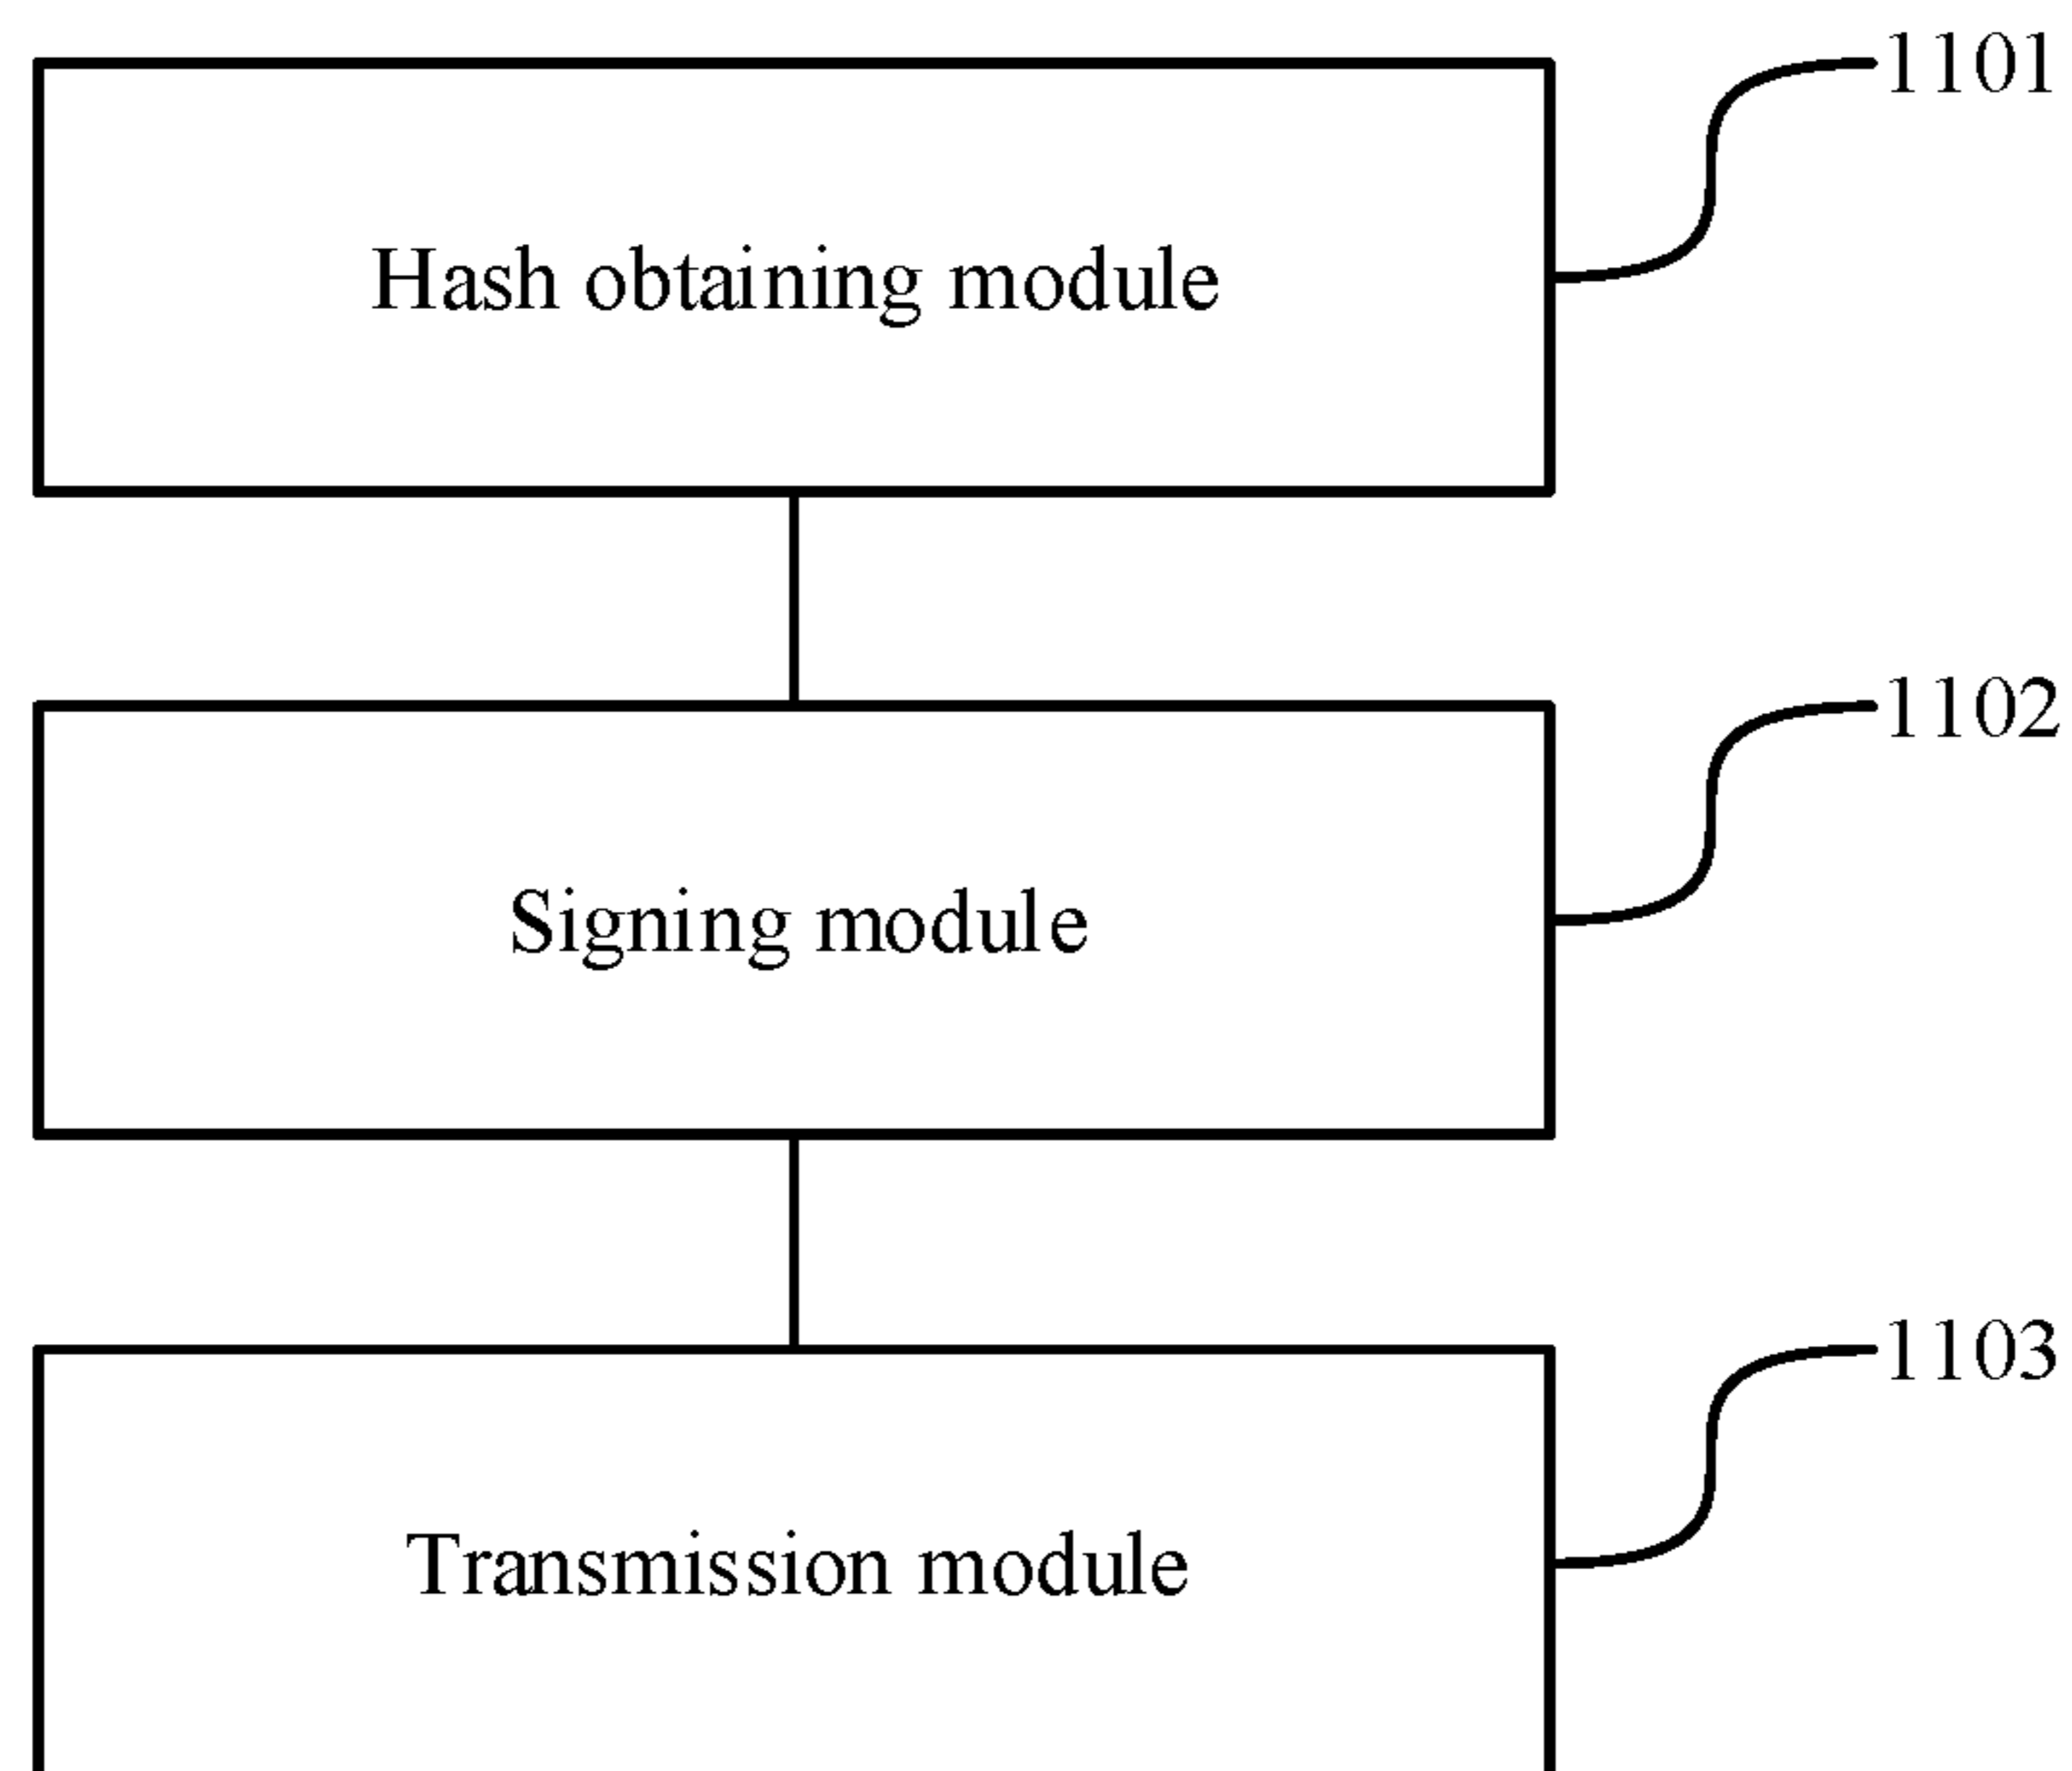 1101
Hash obtaining module
1102
Signing module
1103
Transmission module